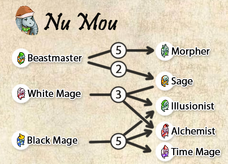 Nu Mou
Beastmaster
5
Morpher
2
Sage
White Mage
3
Illusionist
Alchemist
Black Mage
5
Time Mage